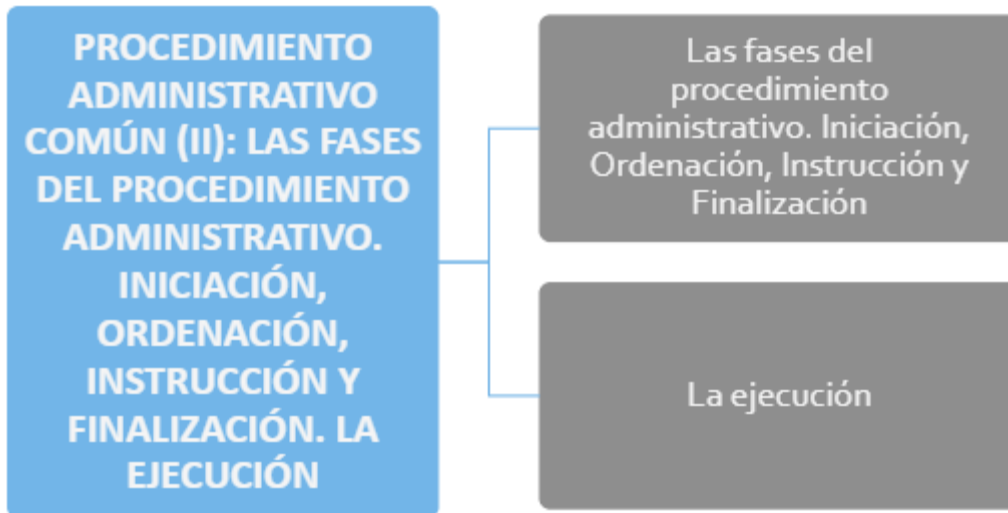 PROCEDIMIENTO
ADMINISTRATIVO
COMÚN (II): LAS FASES
DEL PROCEDIMIENTO
ADMINISTRATIVO.
INICIACIÓN,
ORDENACIÓN,
INSTRUCCIÓN Y
FINALIZACIÓN. LA
EJECUCIÓN
Las fases del
procedimiento
administrativo. Iniciación,
Ordenación, Instrucción y
Finalización
La ejecución